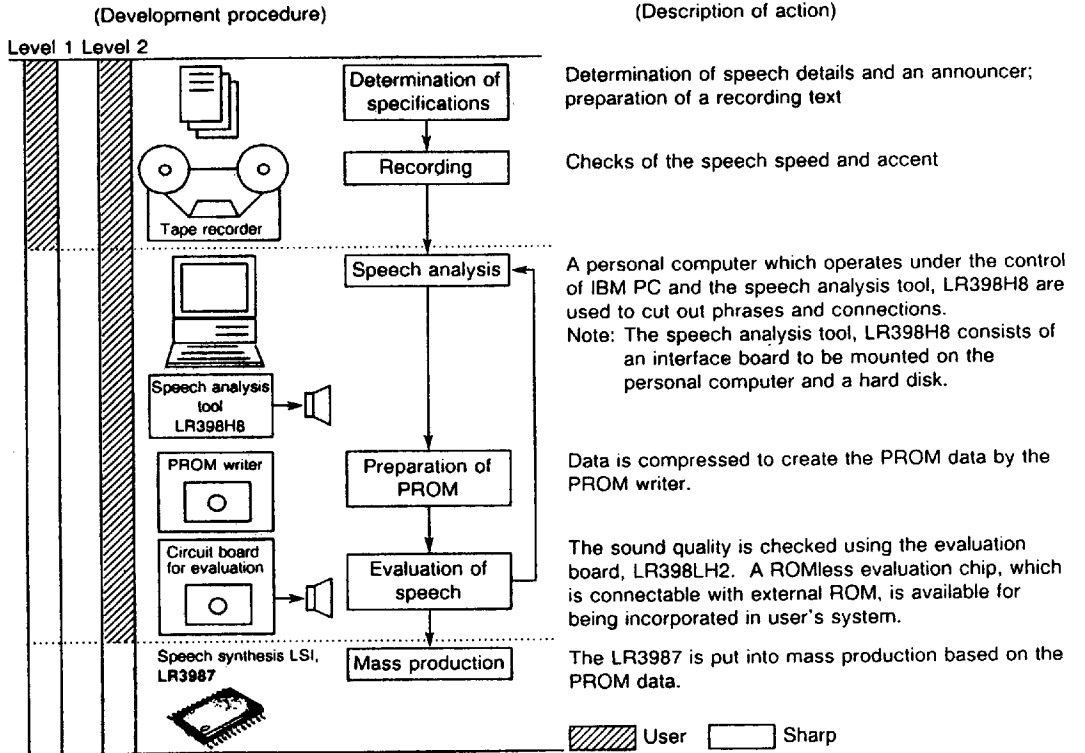 (Development procedure)
(Description of action)
Level 1 Level 2
Determination of
specifications
Determination of speech details and an announcer;
preparation of a recording text
Recording
Checks of the speech speed and accent
Tape recorder
Speech analysis
A personal computer which operates under the control
of IBM PC and the speech analysis tool, LR398H8 are
used to cut out phrases and connections.
Note: The speech analysis tool, LR398H8 consists of
an interface board to be mounted on the
personal computer and a hard disk.
Speech analysis
tool
LR398H8
PROM writer
Preparation of
PROM
Data is compressed to create the PROM data by the
PROM writer.
Circuit board
for evaluation
Evaluation of
speech
The sound quality is checked using the evaluation
board, LR398LH2. A ROMless evaluation chip, which
is connectable with external ROM, is available for
being incorporated in user's system.
Speech synthesis LSI,
LR3987
Mass production
The LR3987 is put into mass production based on the
PROM data.
User
Sharp